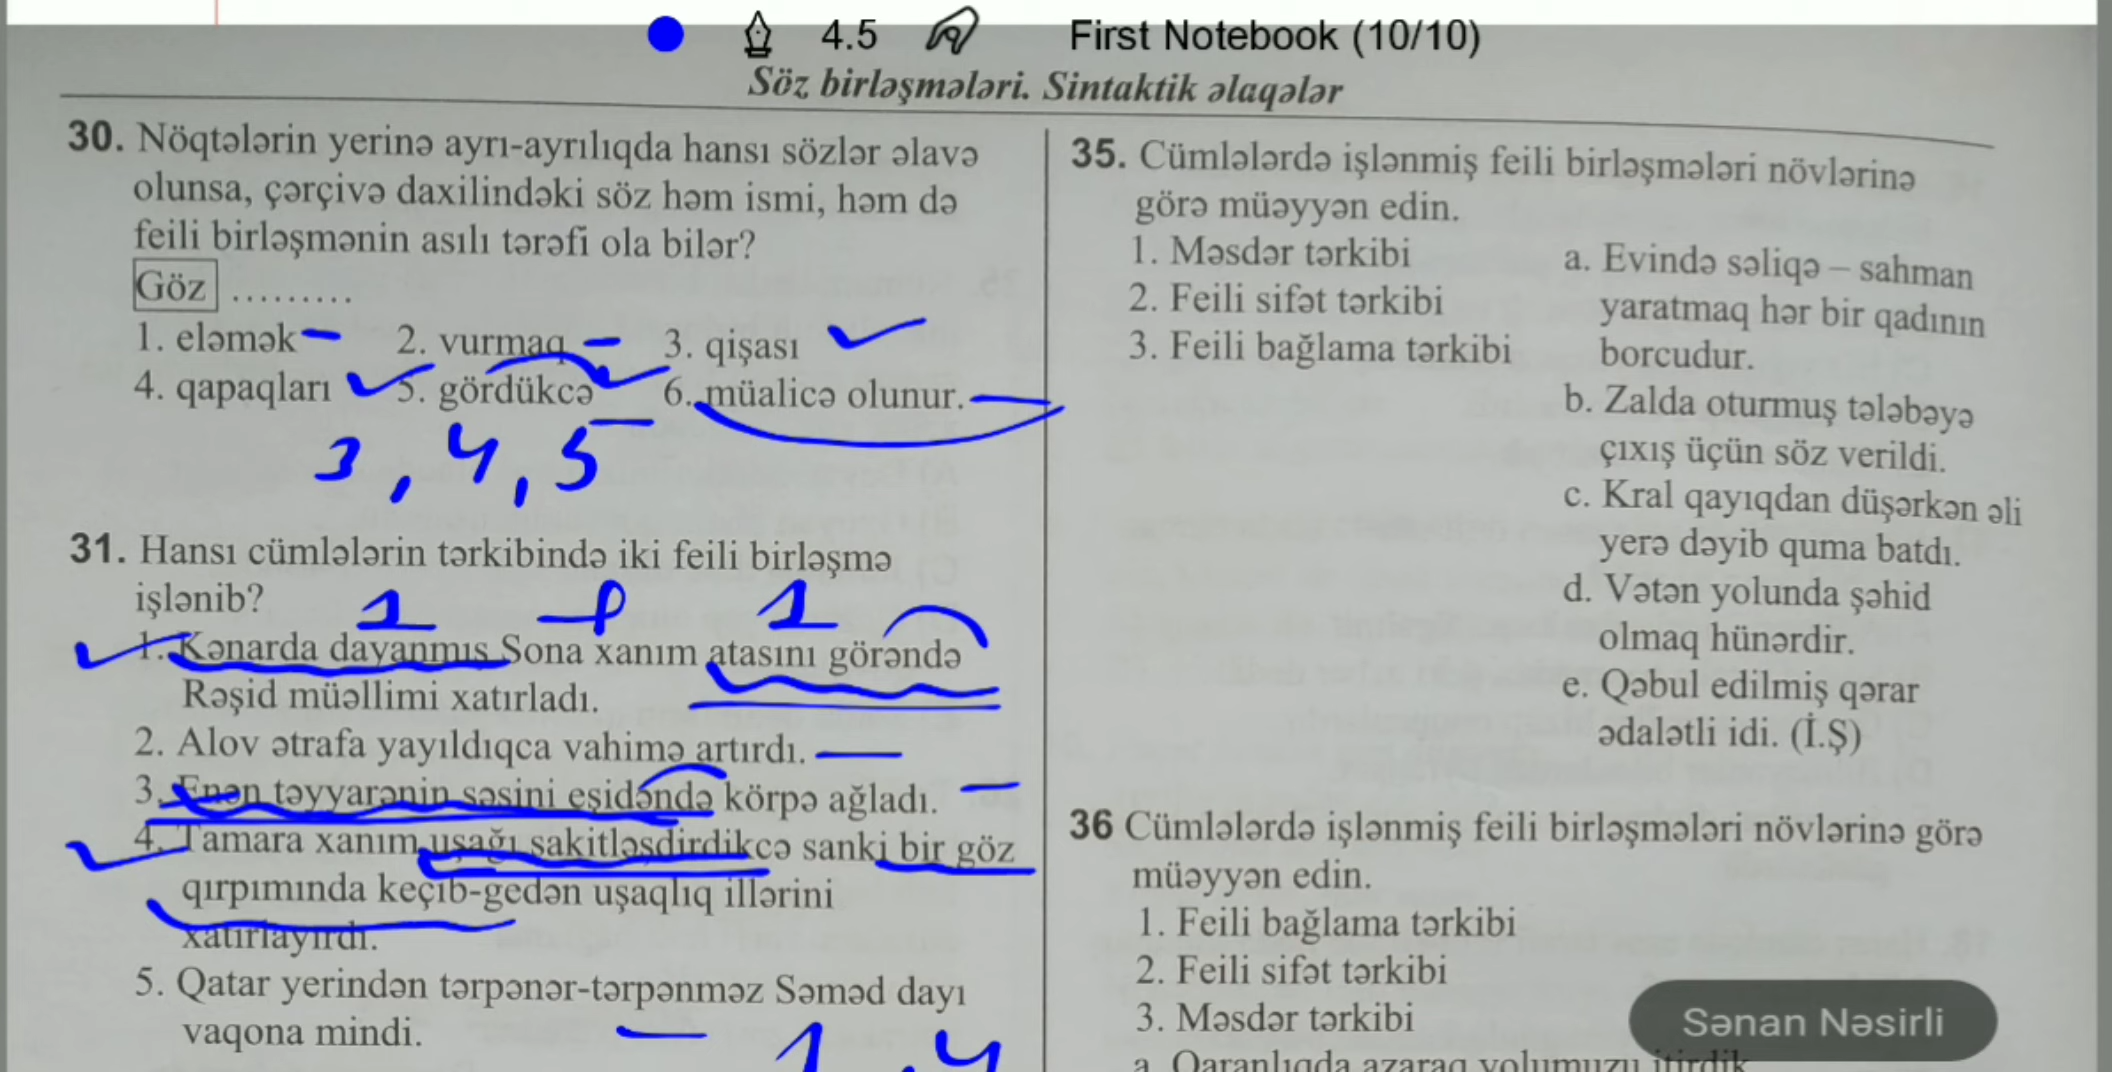 4.5 First Notebook (10/10)
Söz birləşmələri. Sintaktik əlaqələr
30. Nöqtələrin yerinə ayrı-ayrılıqda hansı sözlər əlavə
olunsa, çərçivə daxilindəki söz həm ismi, həm də
feili birləşmənin asılı tərəfi ola bilər?
Göz .........
1. eləmək 2. vurmaq 3. qişası
4. qapaqları 5. gördükcə 6. müalicə olunur.
3, 4, 5
31. Hansı cümlələrin tərkibində iki feili birləşmə
işlənib?
1 1
1. Kənarda dayanmış Sona xanım atasını görəndə
Rəşid müəllimi xatırladı.
2. Alov ətrafa yayıldıqca vahimə artırdı.
3. Enən təyyarənin səsini eşidəndə körpə ağladı.
4. Tamara xanım uşağı sakitləşdirdikcə sanki bir göz
qırpımında keçib-gedən uşaqlıq illərini
xatırlayırdı.
5. Qatar yerindən tərpənər-tərpənməz Səməd dayı
vaqona mindi.
1, 4
35. Cümlələrdə işlənmiş feili birləşmələri növlərinə
görə müəyyən edin.
1. Məsdər tərkibi
2. Feili sifət tərkibi
3. Feili bağlama tərkibi
a. Evində səliqə – sahman
yaratmaq hər bir qadının
borcudur.
b. Zalda oturmuş tələbəyə
çıxış üçün söz verildi.
c. Kral qayıqdan düşərkən əli
yerə dəyib quma batdı.
d. Vətən yolunda şəhid
olmaq hünərdir.
e. Qəbul edilmiş qərar
ədalətli idi. (İ.Ş)
36 Cümlələrdə işlənmiş feili birləşmələri növlərinə görə
müəyyən edin.
1. Feili bağlama tərkibi
2. Feili sifət tərkibi
3. Məsdər tərkibi
a. Qaranlıqda azaraq yolumuzu itirdik
Sənan Nəsirli